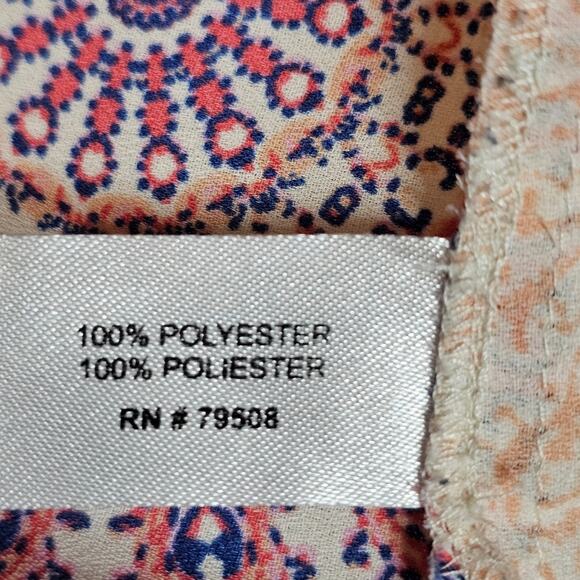 100% POLYESTER
100% POLIESTER
RN # 79508